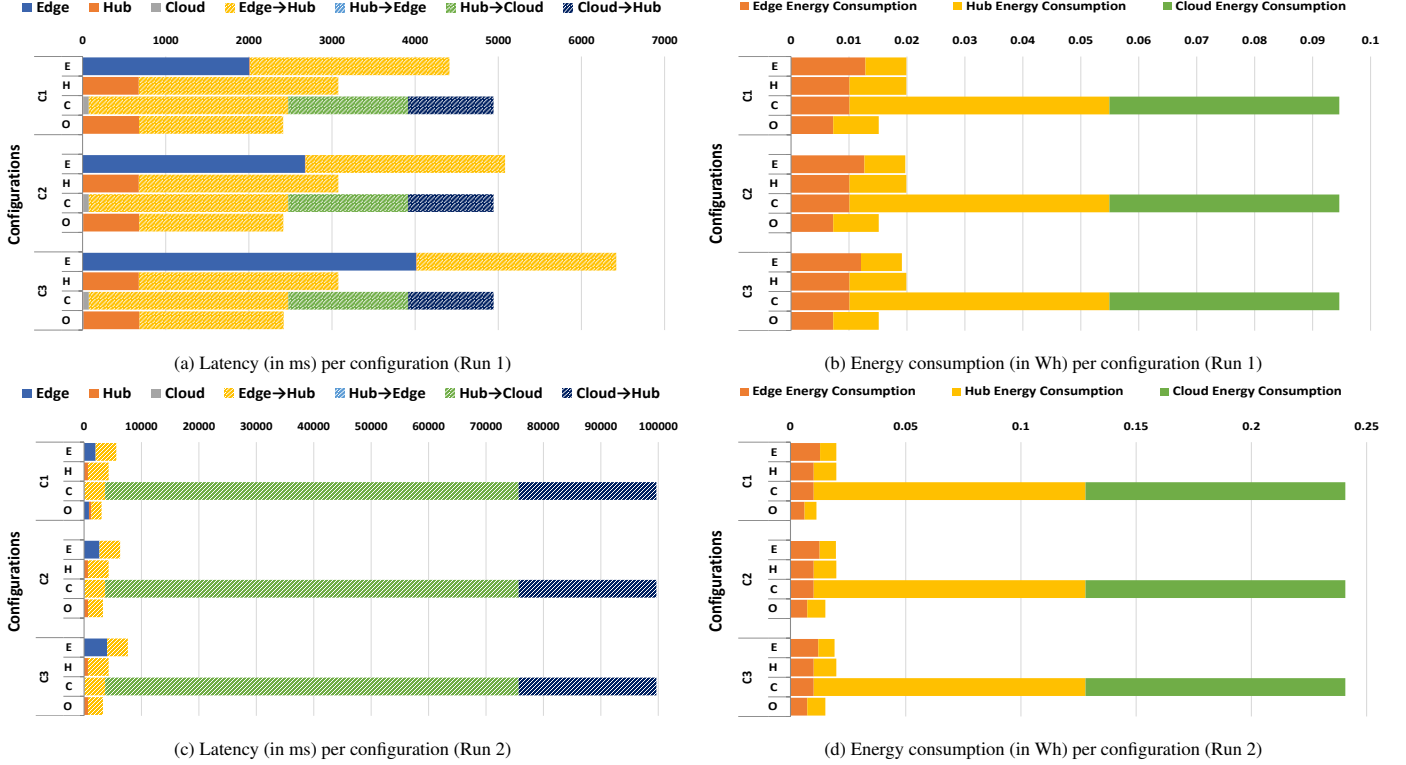 Edge Hub Cloud Edge→Hub Hub→Edge Hub→Cloud Cloud→Hub
0 1000 2000 3000 4000 5000 6000 7000
Configurations
C1
E
H
C
O
C2
E
H
C
O
C3
E
H
C
O
(a) Latency (in ms) per configuration (Run 1)
Edge Energy Consumption Hub Energy Consumption Cloud Energy Consumption
0 0.01 0.02 0.03 0.04 0.05 0.06 0.07 0.08 0.09 0.1
Configurations
C1
E
H
C
O
C2
E
H
C
O
C3
E
H
C
O
(b) Energy consumption (in Wh) per configuration (Run 1)
Edge Hub Cloud Edge→Hub Hub→Edge Hub→Cloud Cloud→Hub
0 10000 20000 30000 40000 50000 60000 70000 80000 90000 100000
Configurations
C1
E
H
C
O
C2
E
H
C
O
C3
E
H
C
O
(c) Latency (in ms) per configuration (Run 2)
Edge Energy Consumption Hub Energy Consumption Cloud Energy Consumption
0 0.05 0.1 0.15 0.2 0.25
Configurations
C1
E
H
C
O
C2
E
H
C
O
C3
E
H
C
O
(d) Energy consumption (in Wh) per configuration (Run 2)